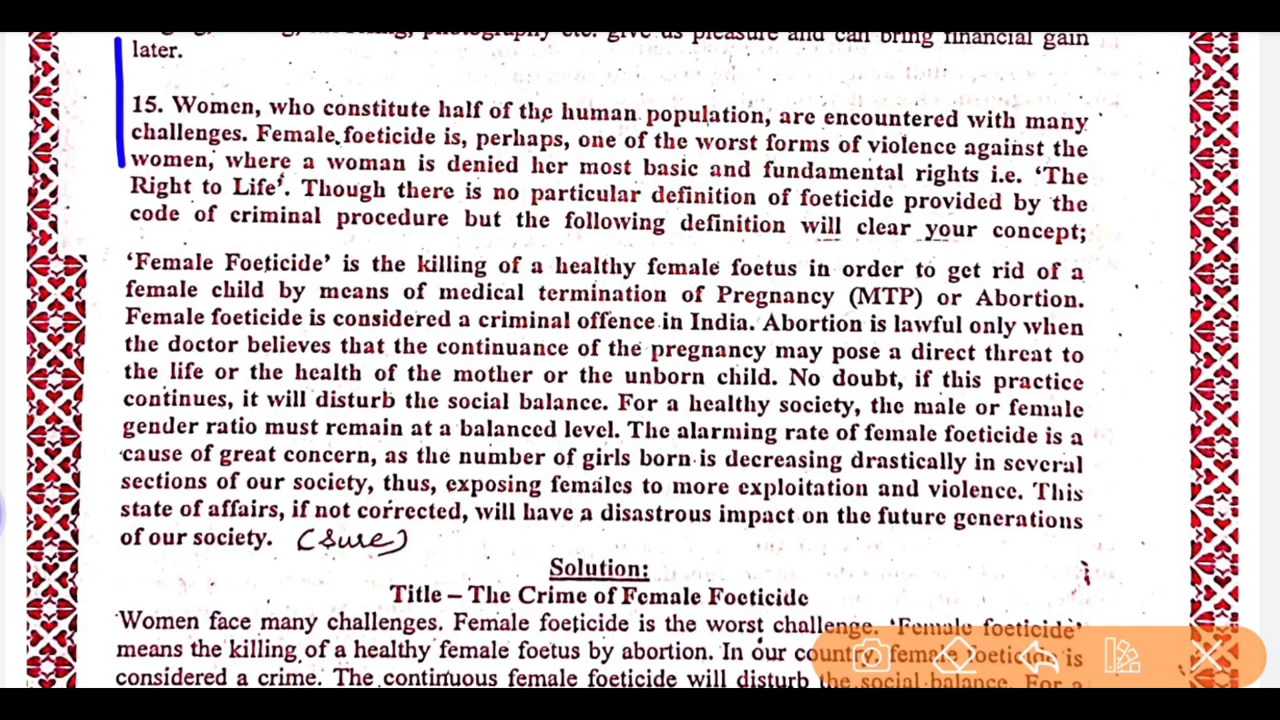 etc. give us pleasure and can bring financial gain
later.
15. Women, who constitute half of the human population, are encountered with many
challenges. Female foeticide is, perhaps, one of the worst forms of violence against the
women, where a woman is denied her most basic and fundamental rights i.e. ‘The
Right to Life’. Though there is no particular definition of foeticide provided by the
code of criminal procedure but the following definition will clear your concept;
‘Female Foeticide’ is the killing of a healthy female foetus in order to get rid of a
female child by means of medical termination of Pregnancy (MTP) or Abortion.
Female foeticide is considered a criminal offence in India. Abortion is lawful only when
the doctor believes that the continuance of the pregnancy may pose a direct threat to
the life or the health of the mother or the unborn child. No doubt, if this practice
continues, it will disturb the social balance. For a healthy society, the male or female
gender ratio must remain at a balanced level. The alarming rate of female foeticide is a
cause of great concern, as the number of girls born is decreasing drastically in several
sections of our society, thus, exposing females to more exploitation and violence. This
state of affairs, if not corrected, will have a disastrous impact on the future generations
of our society. (Sure)
Solution:
Title – The Crime of Female Foeticide
Women face many challenges. Female foeticide is the worst challenge. ‘Female foeticide’
means the killing of a healthy female foetus by abortion. In our country, female foeticide is
considered a crime. The continuous female foeticide will disturb the social balance. For a